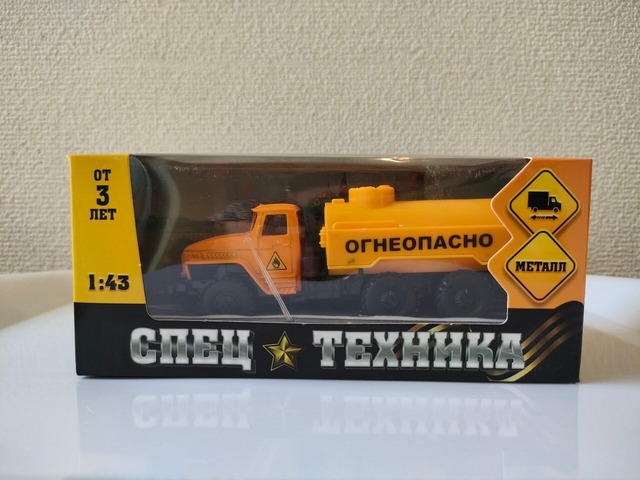 ОТ
3
ЛЕТ
1:43
ОГНЕОПАСНО
МЕТАЛЛ
СПЕЦ ТЕХНИКА